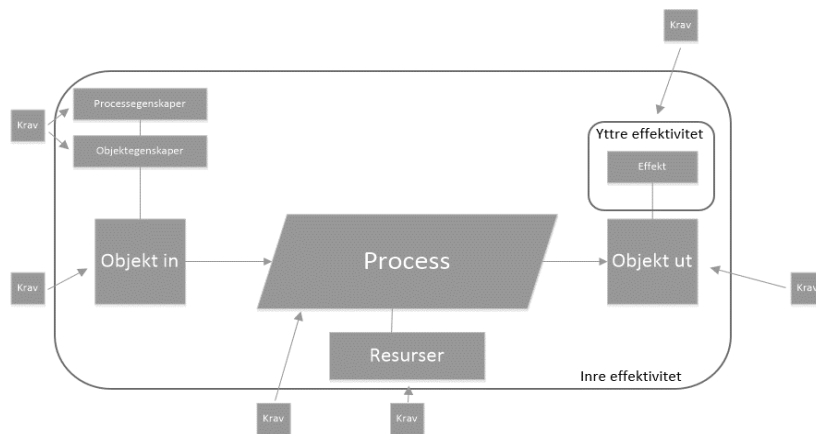 Krav
Processegenskaper
Krav
Objektegenskaper
Yttre effektivitet
Effekt
Objekt in
Process
Objekt ut
Krav
Krav
Resurser
Inre effektivitet
Krav
Krav